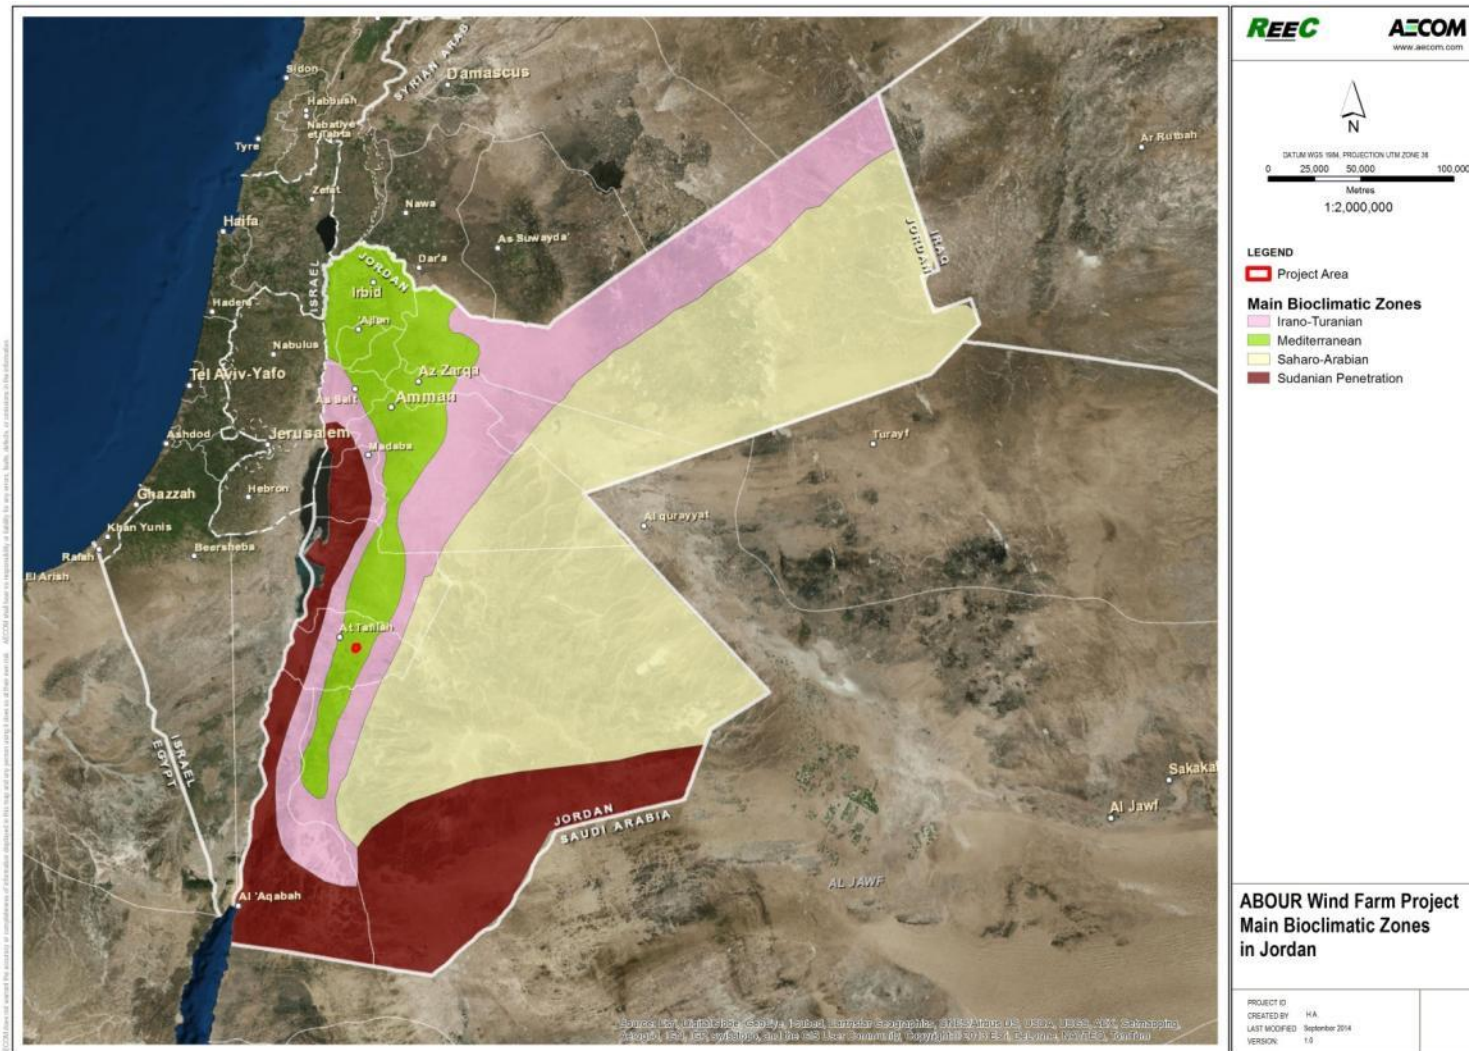 REEC
AECOM
www.aecom.com
N
DATUM WGS 1984, PROJECTION UTM ZONE 36
0 25,000 50,000 100,000
Metres
1:2,000,000
LEGEND
Project Area
Main Bioclimatic Zones
Irano-Turanian
Mediterranean
Saharo-Arabian
Sudanian Penetration
ABOUR Wind Farm Project
Main Bioclimatic Zones
in Jordan
PROJECT ID
CREATED BY H.A.
LAST MODIFIED September 2014
VERSION: 1.0
SYRIAN ARAB
Damascus
Sidon
Habbush
Nabatiye
et Tahta
Tyre
Ar Rutbah
Zefat
Nawa
Haifa
As Suwayda'
Dar'a
JORDAN
IRAQ
JORDAN
ISRAEL
Irbid
Hadera
'Ajlun
Nabulus
Tel Aviv-Yafo
Az Zarqa
As Salt
Amman
Ashdod
Jerusalem
Madaba
Turayf
Ghazzah
Hebron
Al qurayyat
Khan Yunis
Rafah
Beersheba
El Arish
At Tafilah
ISRAEL
EGYPT
Sakaka
JORDAN
SAUDI ARABIA
Al Jawf
AL JAWF
Al 'Aqabah